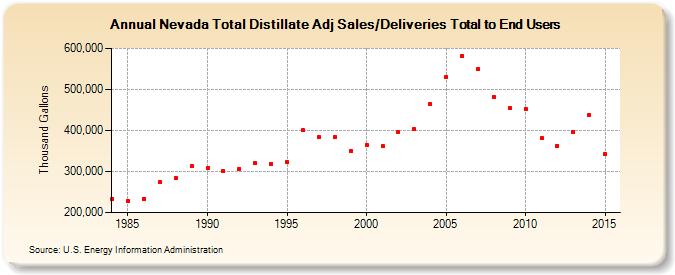 Annual Nevada Total Distillate Adj Sales/Deliveries Total to End Users
Thousand Gallons
600,000
500,000
400,000
300,000
200,000
1985 1990 1995 2000 2005 2010 2015
Source: U.S. Energy Information Administration